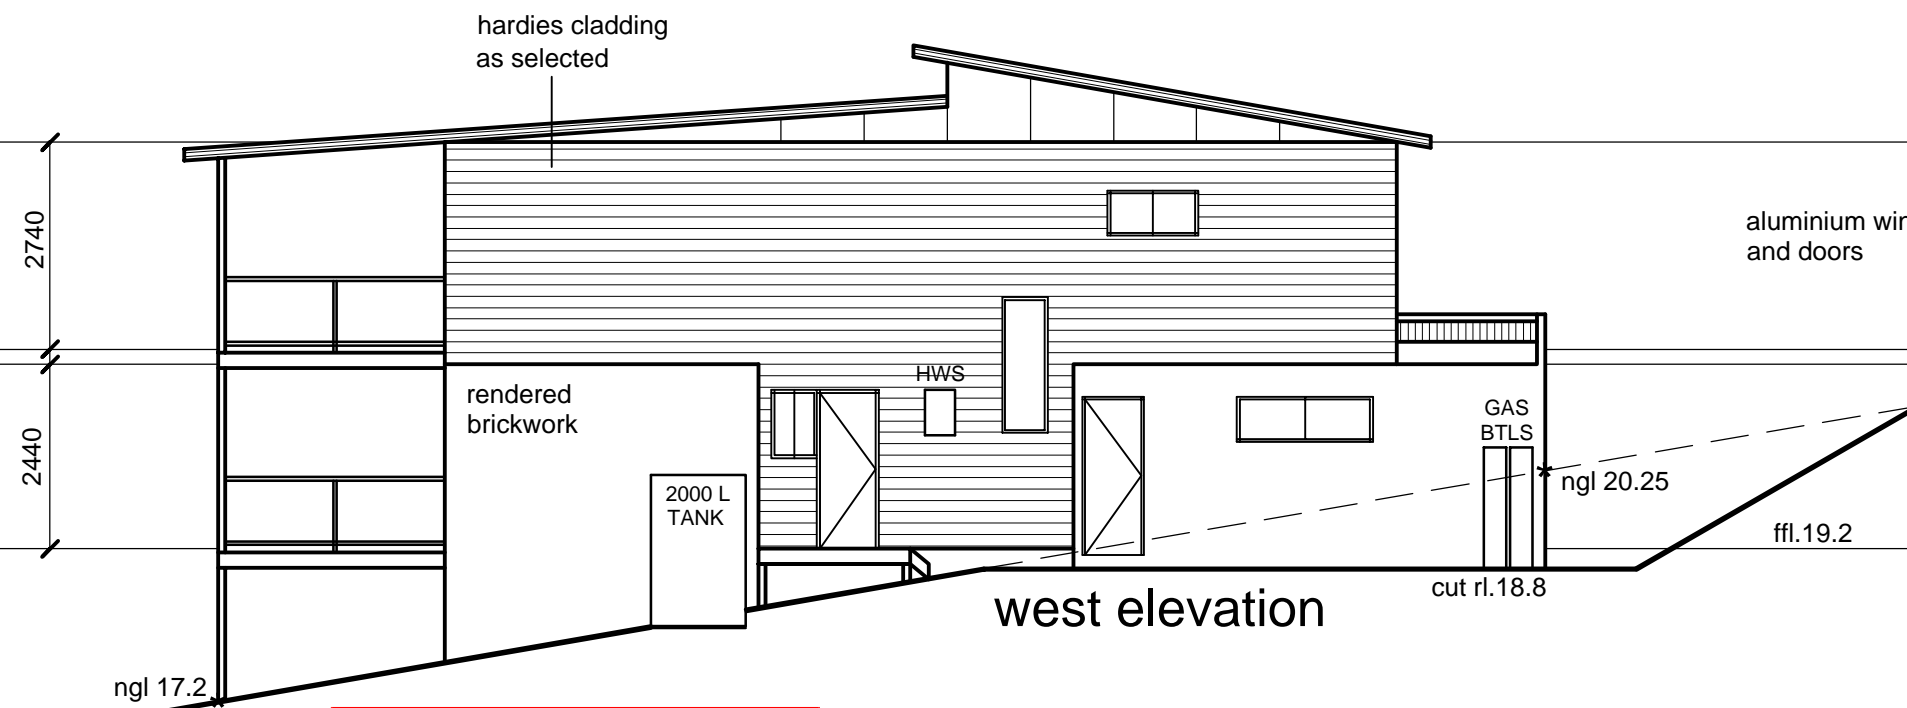 hardies cladding
as selected
2740
aluminium
and doors
HWS
rendered
brickwork
GAS
BTLS
2440
2000 L
TANK
ngl 20.25
ffl.19.2
cut rl.18.8
west elevation
ngl 17.2